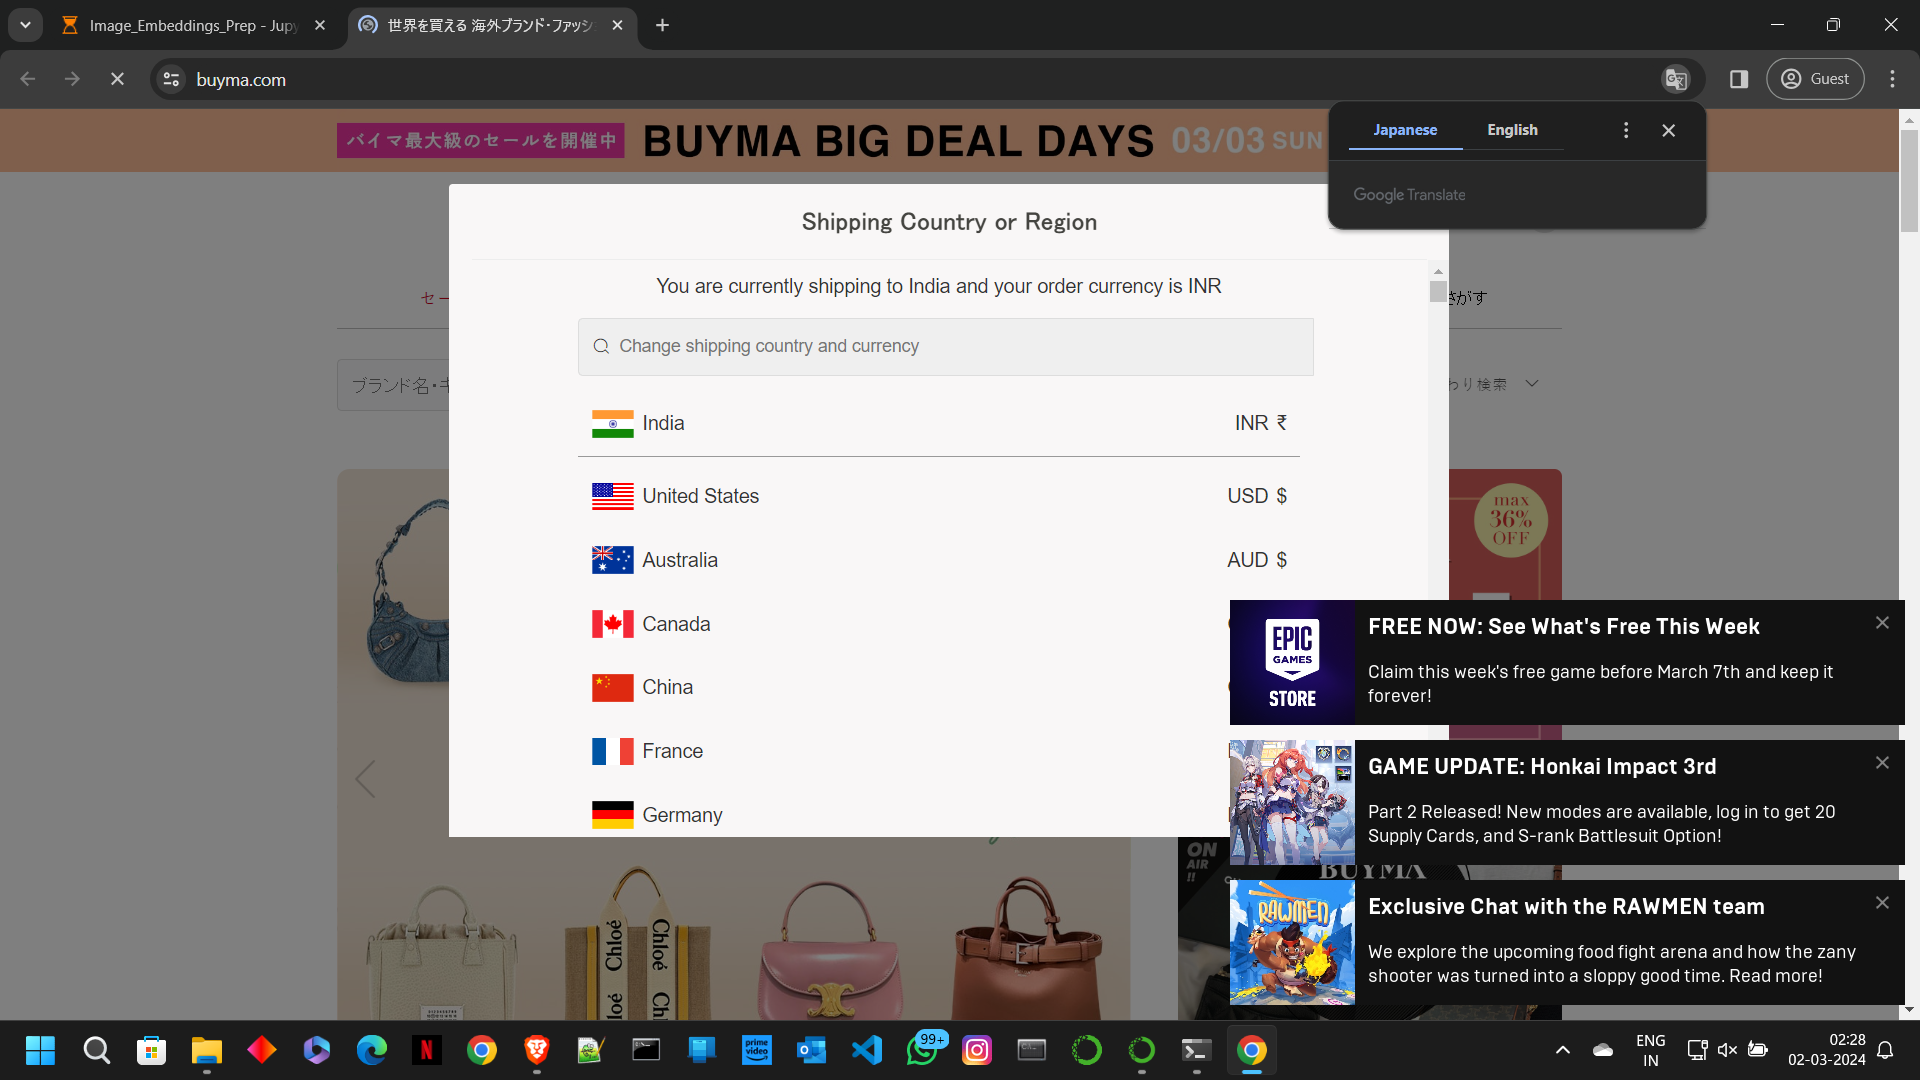 Image_Embeddings_Prep - Jupy
世界を買える 海外ブランド・ファッシ
buyma.com
Guest
バイマ最大級のセールを開催中
BUYMA BIG DEAL DAYS
03/03 SUN
Japanese
English
Google Translate
Shipping Country or Region
You are currently shipping to India and your order currency is INR
セー
さがす
Change shipping country and currency
ブランド名・キ
わり検索
India
INR ₹
United States
USD $
max
36%
OFF
Australia
AUD $
Canada
China
France
Germany
EPIC
GAMES
STORE
FREE NOW: See What's Free This Week
Claim this week's free game before March 7th and keep it
forever!
GAME UPDATE: Honkai Impact 3rd
Part 2 Released! New modes are available, log in to get 20
Supply Cards, and S-rank Battlesuit Option!
ON
AIR
!!
BUYMA
RAWMEN
Exclusive Chat with the RAWMEN team
We explore the upcoming food fight arena and how the zany
shooter was turned into a sloppy good time. Read more!
Chloé
Chloé
99+
prime
video
ENG
IN
02:28
02-03-2024